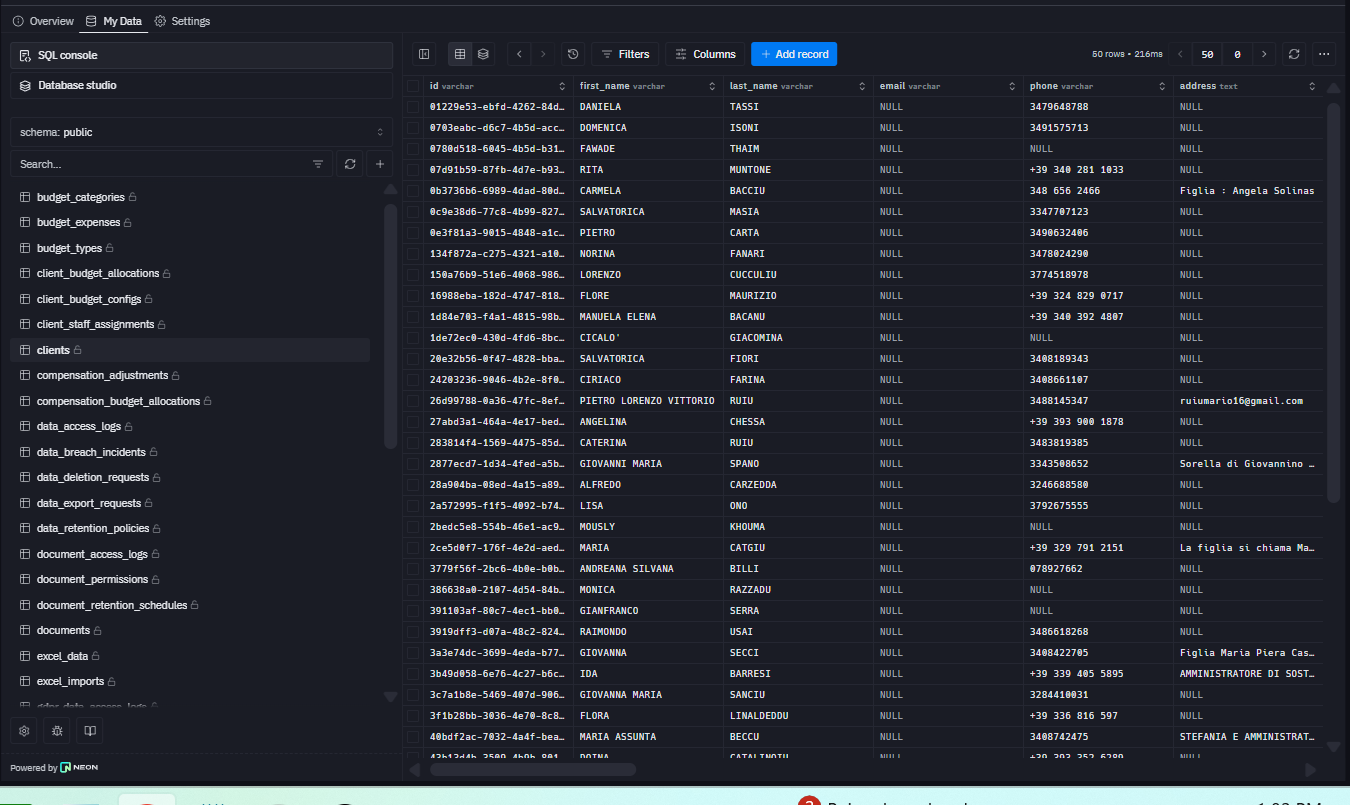 Overview My Data Settings
SQL console
Database studio
schema: public
Search...
budget_categories
budget_expenses
budget_types
client_budget_allocations
client_budget_configs
client_staff_assignments
clients
compensation_adjustments
compensation_budget_allocations
data_access_logs
data_breach_incidents
data_deletion_requests
data_export_requests
data_retention_policies
document_access_logs
document_permissions
document_retention_schedules
documents
excel_data
excel_imports
gdpr_data_access_logs
Powered by NEON
Filters Columns + Add record 50 rows • 216ms 50 0
id varchar first_name varchar last_name varchar email varchar phone varchar address text
01229e53-ebfd-4262-84d… DANIELA TASSI NULL 3479648788 NULL
0703eabc-d6c7-4b5d-acc… DOMENICA ISONI NULL 3491575713 NULL
0780d518-6045-4b5d-b31… FAWADE THAIM NULL NULL NULL
07d91b59-87fb-4d7e-b93… RITA MUNTONE NULL +39 340 281 1033 NULL
0b3736b6-6989-4dad-80d… CARMELA BACCIU NULL 348 656 2466 Figlia : Angela Solinas
0c9e38d6-77c8-4b99-827… SALVATORICA MASIA NULL 3347707123 NULL
0e3f81a3-9015-4848-a1c… PIETRO CARTA NULL 3490632406 NULL
134f872a-c275-4321-a10… NORINA FANARI NULL 3478024290 NULL
150a76b9-51e6-4068-986… LORENZO CUCCULIU NULL 3774518978 NULL
16988eba-182d-4747-818… FLORE MAURIZIO NULL +39 324 829 0717 NULL
1d84e703-f4a1-4815-98b… MANUELA ELENA BACANU NULL +39 340 392 4807 NULL
1de72ec0-430d-4fd6-8bc… CICALO' GIACOMINA NULL NULL NULL
20e32b56-0f47-4828-bba… SALVATORICA FIORI NULL 3408189343 NULL
24203236-9046-4b2e-8f0… CIRIACO FARINA NULL 3408661107 NULL
26d99788-0a36-47fc-8ef… PIETRO LORENZO VITTORIO RUIU NULL 3488145347 ruiumario16@gmail.com
27abd3a1-464a-4e17-bed… ANGELINA CHESSA NULL +39 393 900 1878 NULL
283814f4-1569-4475-85d… CATERINA RUIU NULL 3483819385 NULL
2877ecd7-1d34-4fed-a5b… GIOVANNI MARIA SPANO NULL 3343508652 Sorella di Giovannino …
28a904ba-08ed-4a15-a89… ALFREDO CARZEDDA NULL 3246688580 NULL
2a572995-f1f5-4092-b74… LISA ONO NULL 3792675555 NULL
2bedc5e8-554b-46e1-ac9… MOUSLY KHOUMA NULL NULL NULL
2ce5d0f7-176f-4e2d-aed… MARIA CATGIU NULL +39 329 791 2151 La figlia si chiama Ma…
3779f56f-2bc6-4b0e-b0b… ANDREANA SILVANA BILLI NULL 078927662 NULL
386638a0-2107-4d54-84b… MONICA RAZZADU NULL NULL NULL
391103af-80c7-4ec1-bb0… GIANFRANCO SERRA NULL NULL NULL
3919dff3-d07a-48c2-824… RAIMONDO USAI NULL 3486618268 NULL
3a3e74dc-3699-4eda-b77… GIOVANNA SECCI NULL 3408422705 Figlia Maria Piera Cas…
3b49d058-6e76-4c27-b6c… IDA BARRESI NULL +39 339 405 5895 AMMINISTRATORE DI SOST…
3c7a1b8e-5469-407d-906… GIOVANNA MARIA SANCIU NULL 3284410031 NULL
3f1b28bb-3036-4e70-8c8… FLORA LINALDEDDU NULL +39 336 816 597 NULL
40bdf2ac-7032-4a4f-bea… MARIA ASSUNTA BECCU NULL 3408742475 STEFANIA E AMMINISTRAT…